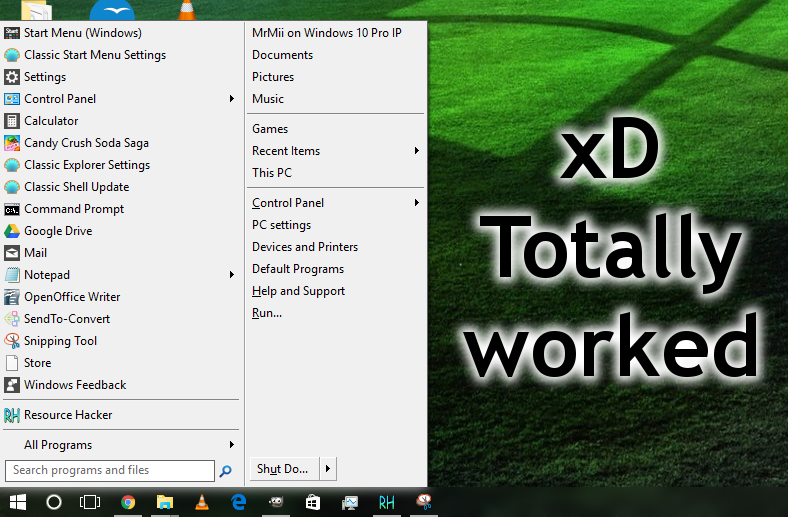 Start Menu (Windows)
Classic Start Menu Settings
Settings
Control Panel
Calculator
Candy Crush Soda Saga
Classic Explorer Settings
Classic Shell Update
Command Prompt
Google Drive
Mail
Notepad
OpenOffice Writer
SendTo-Convert
Snipping Tool
Store
Windows Feedback
Resource Hacker
All Programs
Search programs and files
MrMii on Windows 10 Pro IP
Documents
Pictures
Music
Games
Recent Items
This PC
Control Panel
PC settings
Devices and Printers
Default Programs
Help and Support
Run...
Shut Do...
xD
Totally
worked
RH